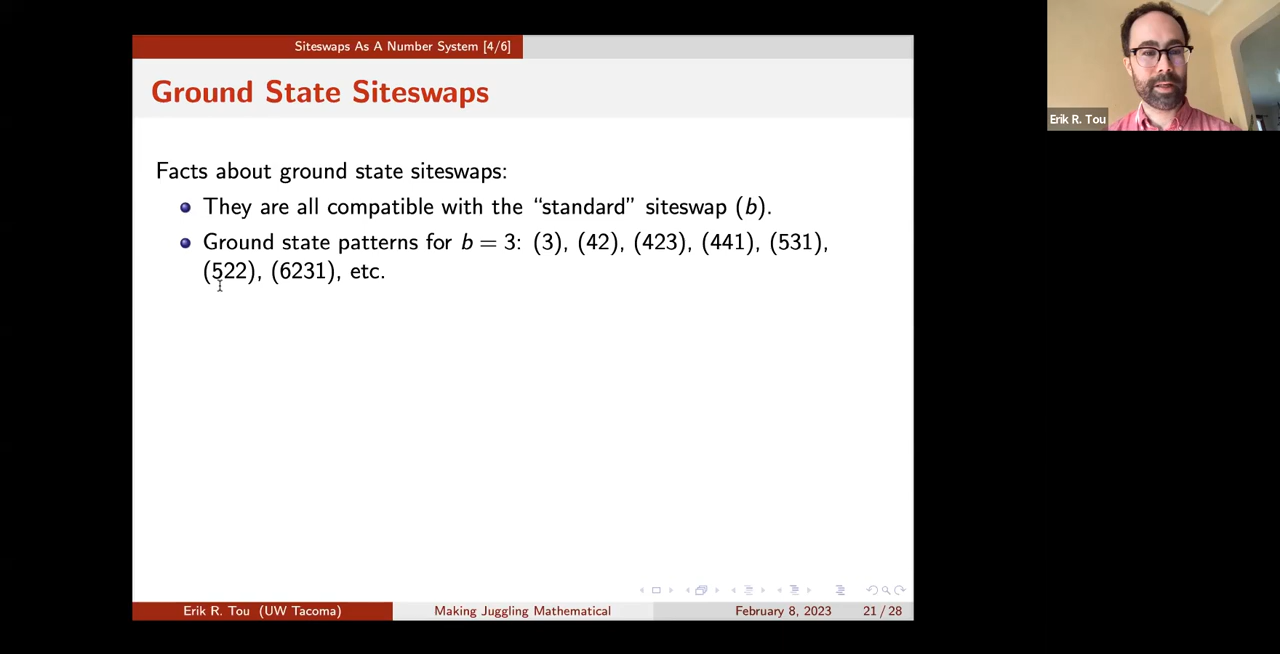 Siteswaps As A Number System [4/6]
Ground State Siteswaps
Erik R. Tou
Facts about ground state siteswaps:
They are all compatible with the “standard” siteswap (b).
Ground state patterns for b = 3: (3), (42), (423), (441), (531),
(522), (6231), etc.
Erik R. Tou (UW Tacoma)
Making Juggling Mathematical
February 8, 2023
21 / 28